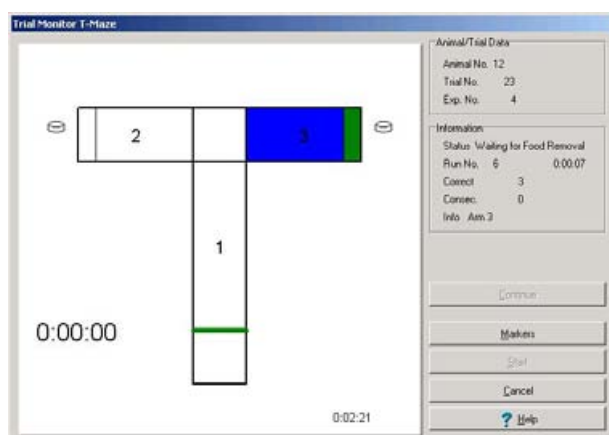 Trial Monitor T-Maze
Animal/Trial Data
Animal No. 12
Trial No. 23
Exp. No. 4
Information
Status Waiting for Food Removal
Run No. 6 0:00:07
Correct 3
Consec. 0
Info Arm 3
2
3
1
0:00:00
0:02:21
Continue
Markers
Start
Cancel
? Help